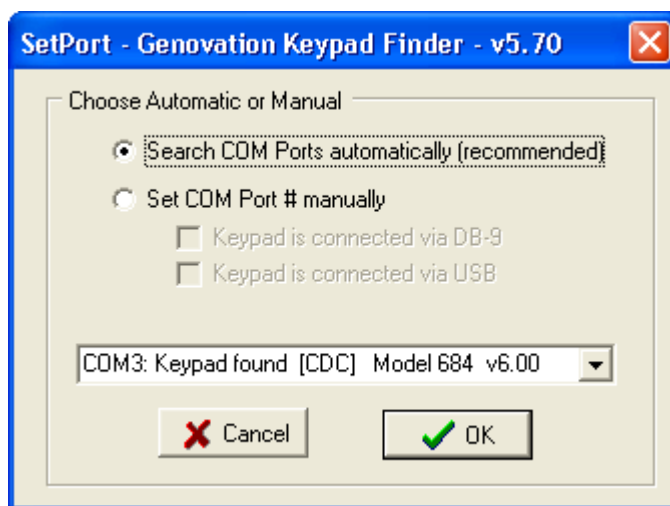 SetPort - Genovation Keypad Finder - v5.70
Choose Automatic or Manual
Search COM Ports automatically (recommended)
Set COM Port # manually
Keypad is connected via DB-9
Keypad is connected via USB
COM3: Keypad found [CDC] Model 684 v6.00
Cancel OK